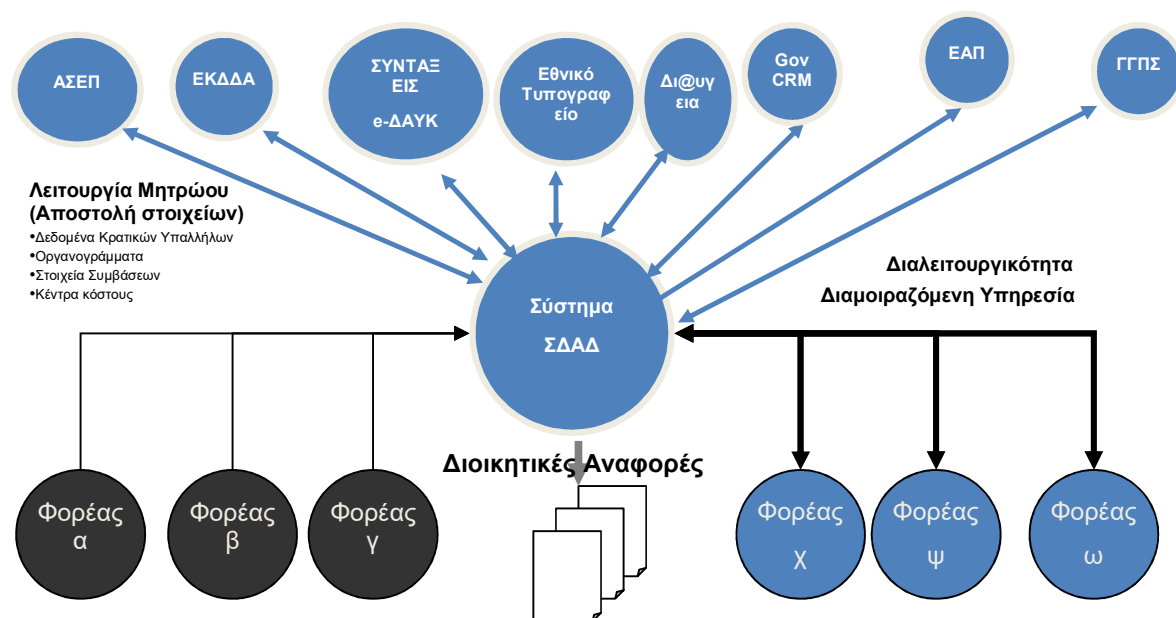 ΑΣΕΠ
ΕΚΔΔΑ
ΣΥΝΤΑΞ
ΕΙΣ
e-ΔΑΥΚ
Εθνικό
Τυπογραφ
είο
Δι@υγ
εια
Gov
CRM
ΕΑΠ
ΓΓΠΣ
Λειτουργία Μητρώου
(Αποστολή στοιχείων)
•Δεδομένα Κρατικών Υπαλλήλων
•Οργανογράμματα
•Στοιχεία Συμβάσεων
•Κέντρα κόστους
Σύστημα
ΣΔΑΔ
Διαλειτουργικότητα
Διαμοιραζόμενη Υπηρεσία
Διοικητικές Αναφορές
Φορέας
α
Φορέας
β
Φορέας
γ
Φορέας
χ
Φορέας
ψ
Φορέας
ω